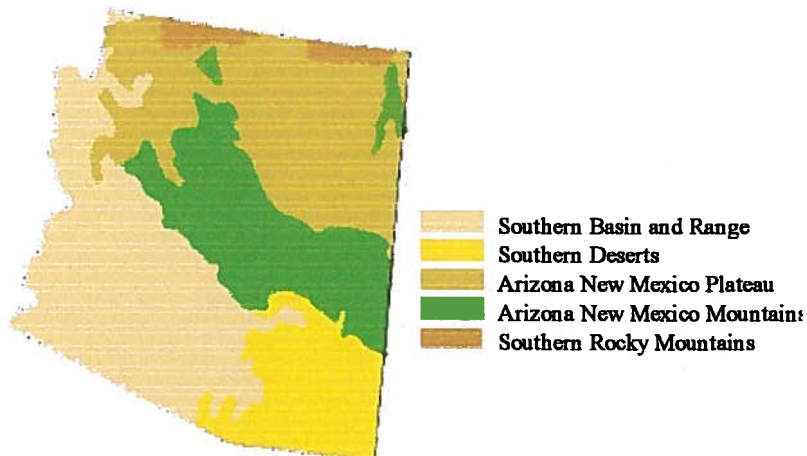 Southern Basin and Range
Southern Deserts
Arizona New Mexico Plateau
Arizona New Mexico Mountains
Southern Rocky Mountains